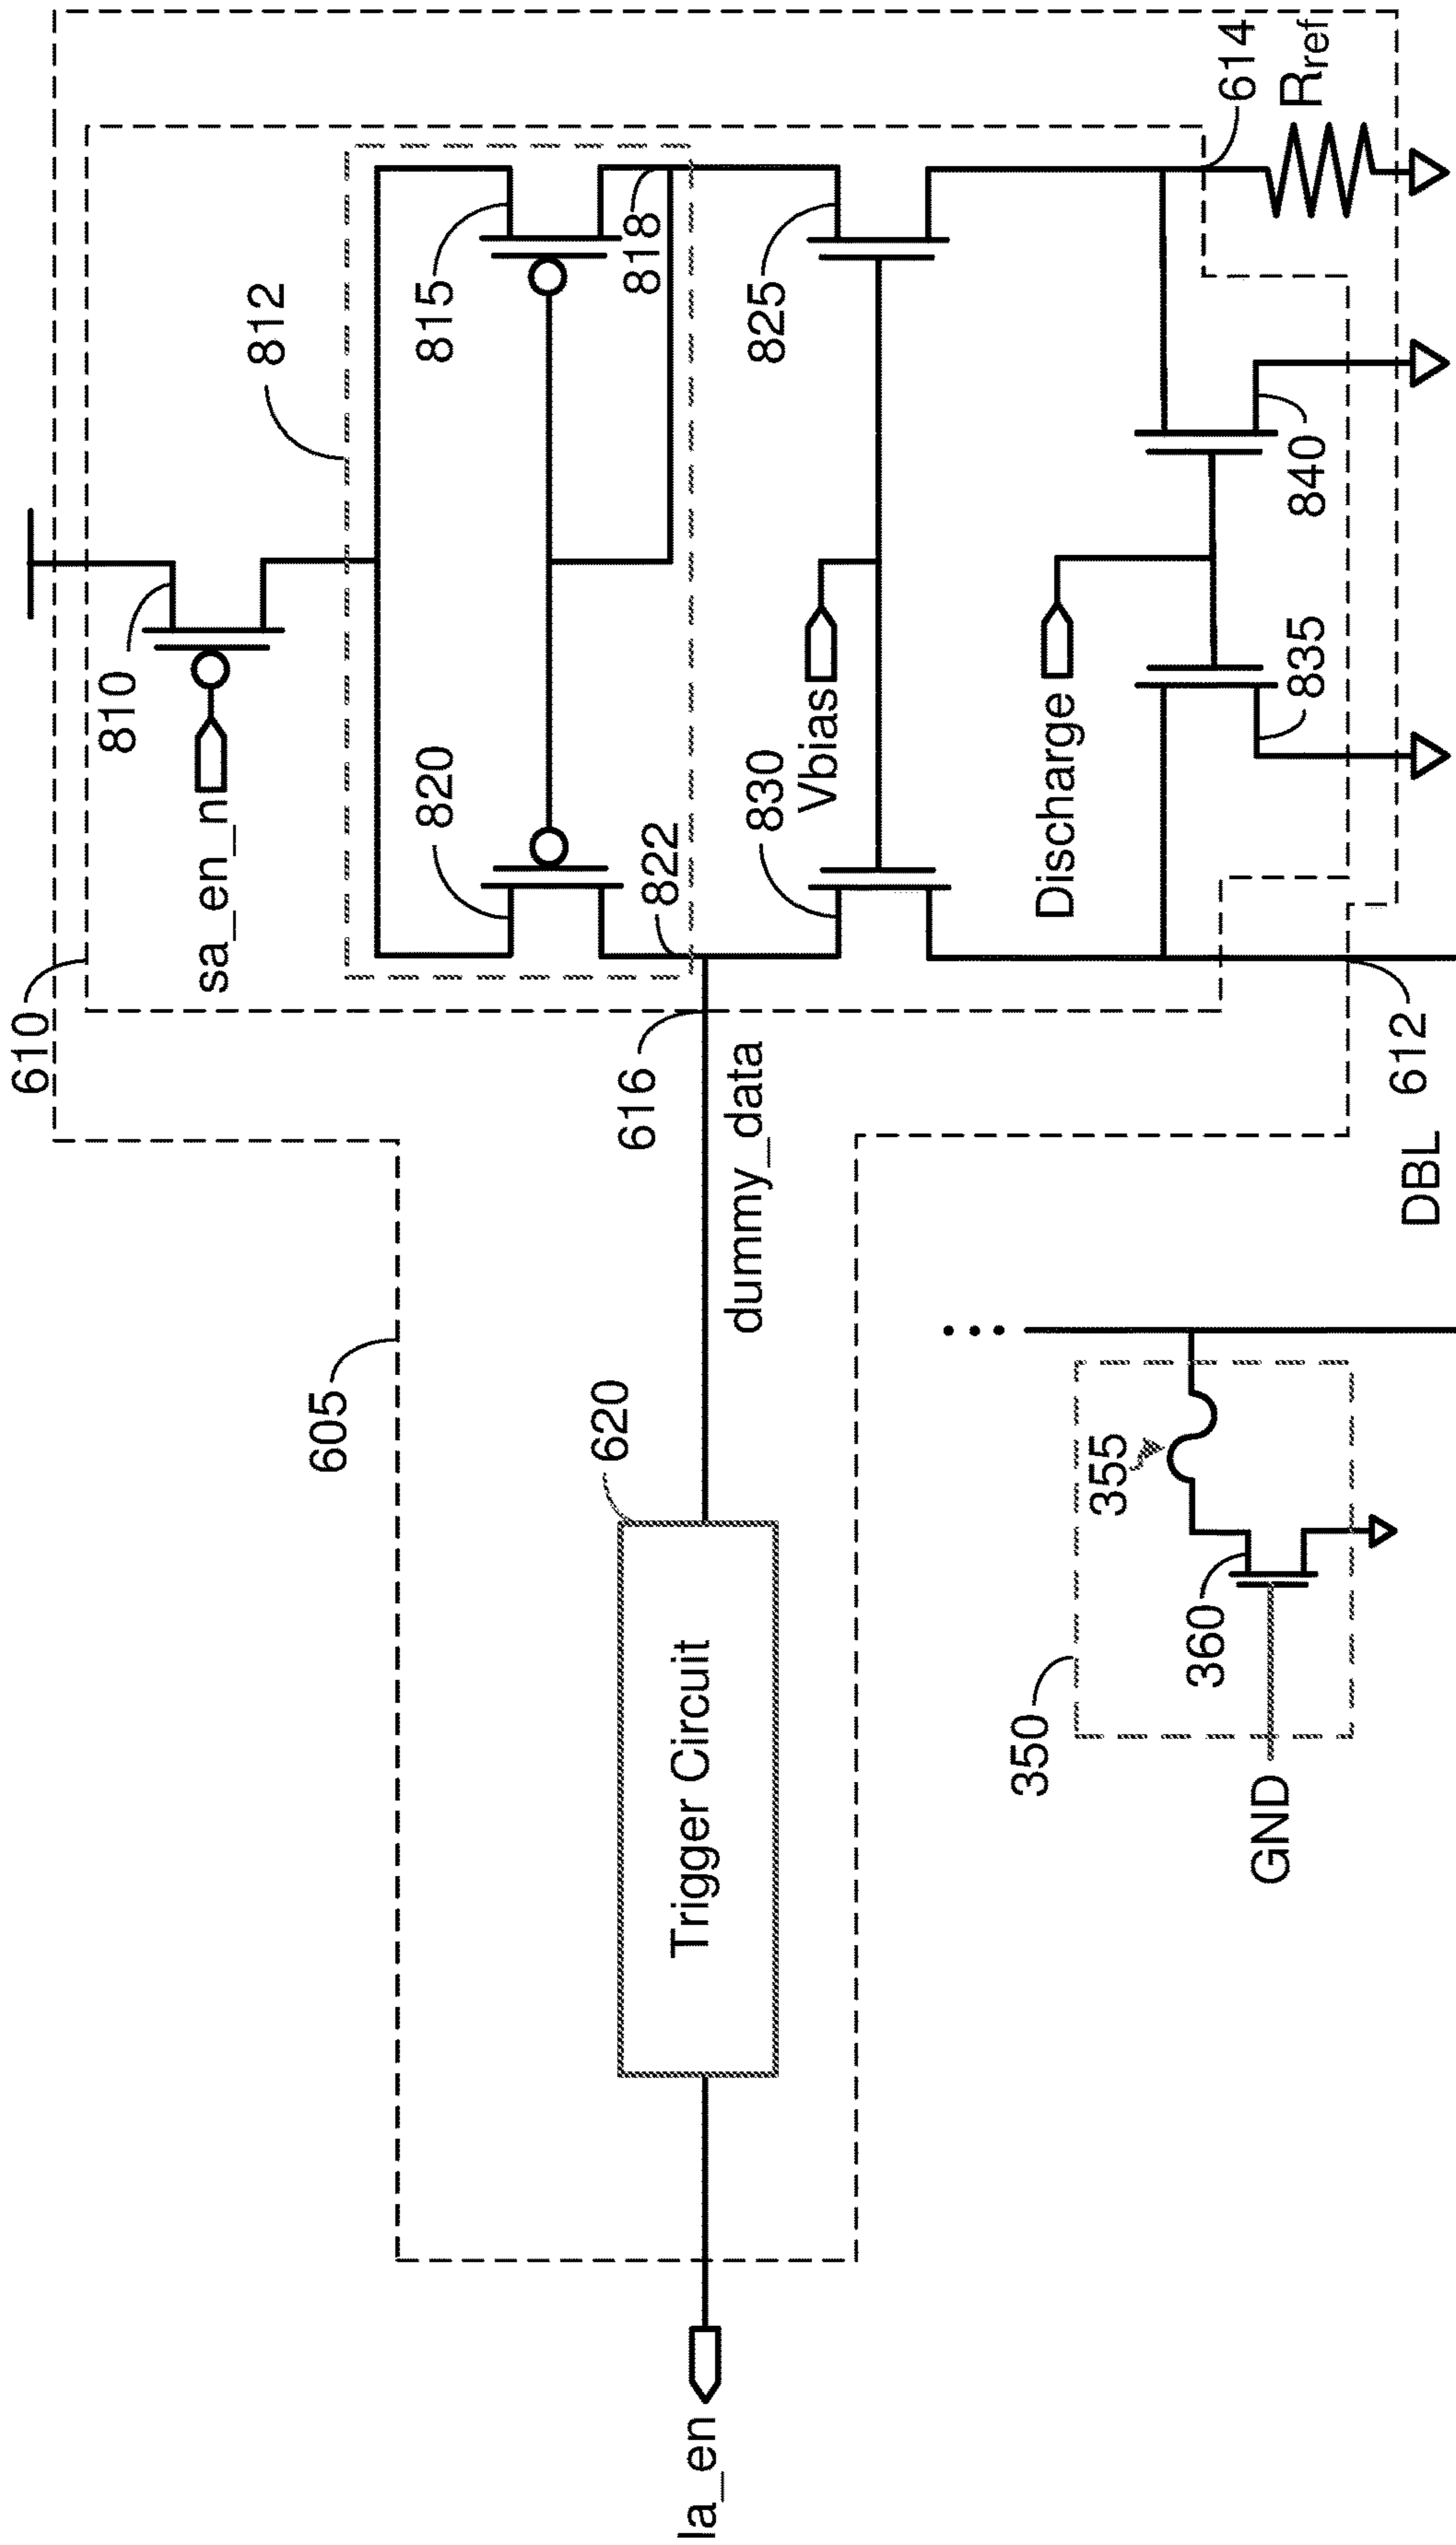 610
812
810
sa_en_n
820
815
818
822
616
dummy_data
605
620
Trigger Circuit
la_en
830
Vbias
825
Discharge
835
840
614
Rref
612
DBL
350
355
360
GND